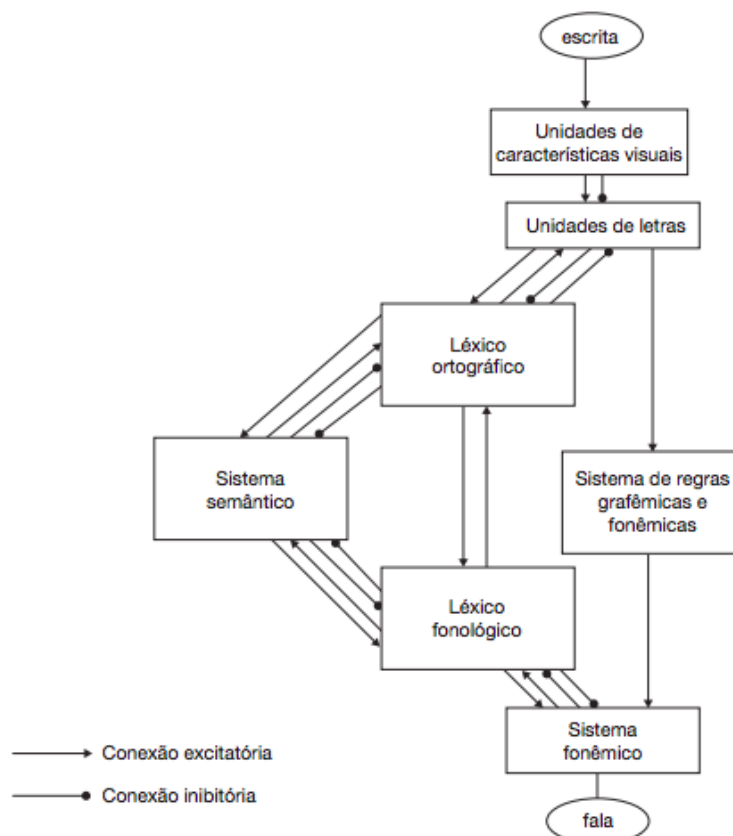 escrita
Unidades de
características visuais
Unidades de letras
Léxico
ortográfico
Sistema
semântico
Sistema de regras
grafêmicas e
fonêmicas
Léxico
fonológico
Sistema
fonêmico
Conexão excitatória
Conexão inibitória
fala